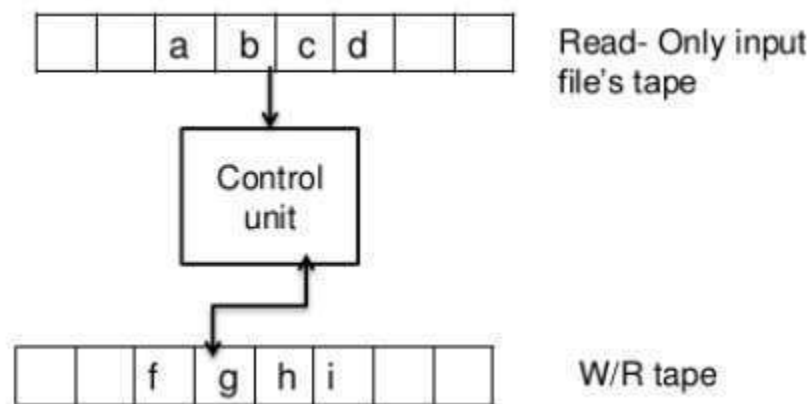 a b c d
Read- Only input
file's tape
Control
unit
f g h i
W/R tape